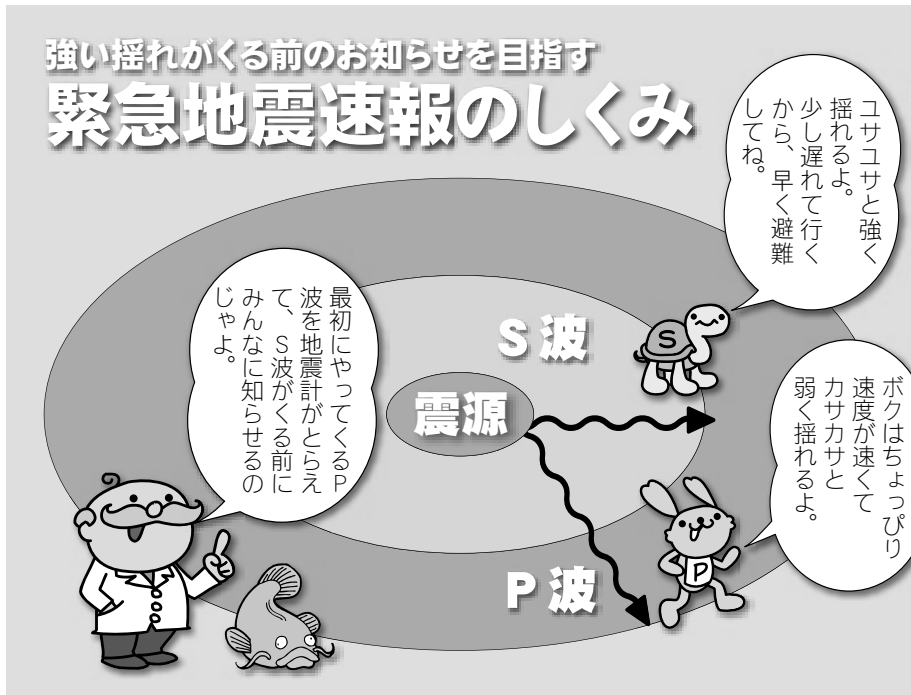 強い揺れがくる前のお知らせを目指す
緊急地震速報のしくみ
ユサユサと強く
揺れるよ。
少し遅れて行く
から、早く避難
してね。
最初にやってくるP
波を地震計がとらえ
て、S波がくる前に
みんなに知らせるの
じゃよ。
S波
S
震源
ボクはちょっぴり
速度が速くて
カサカサと
弱く揺れるよ。
P
P波